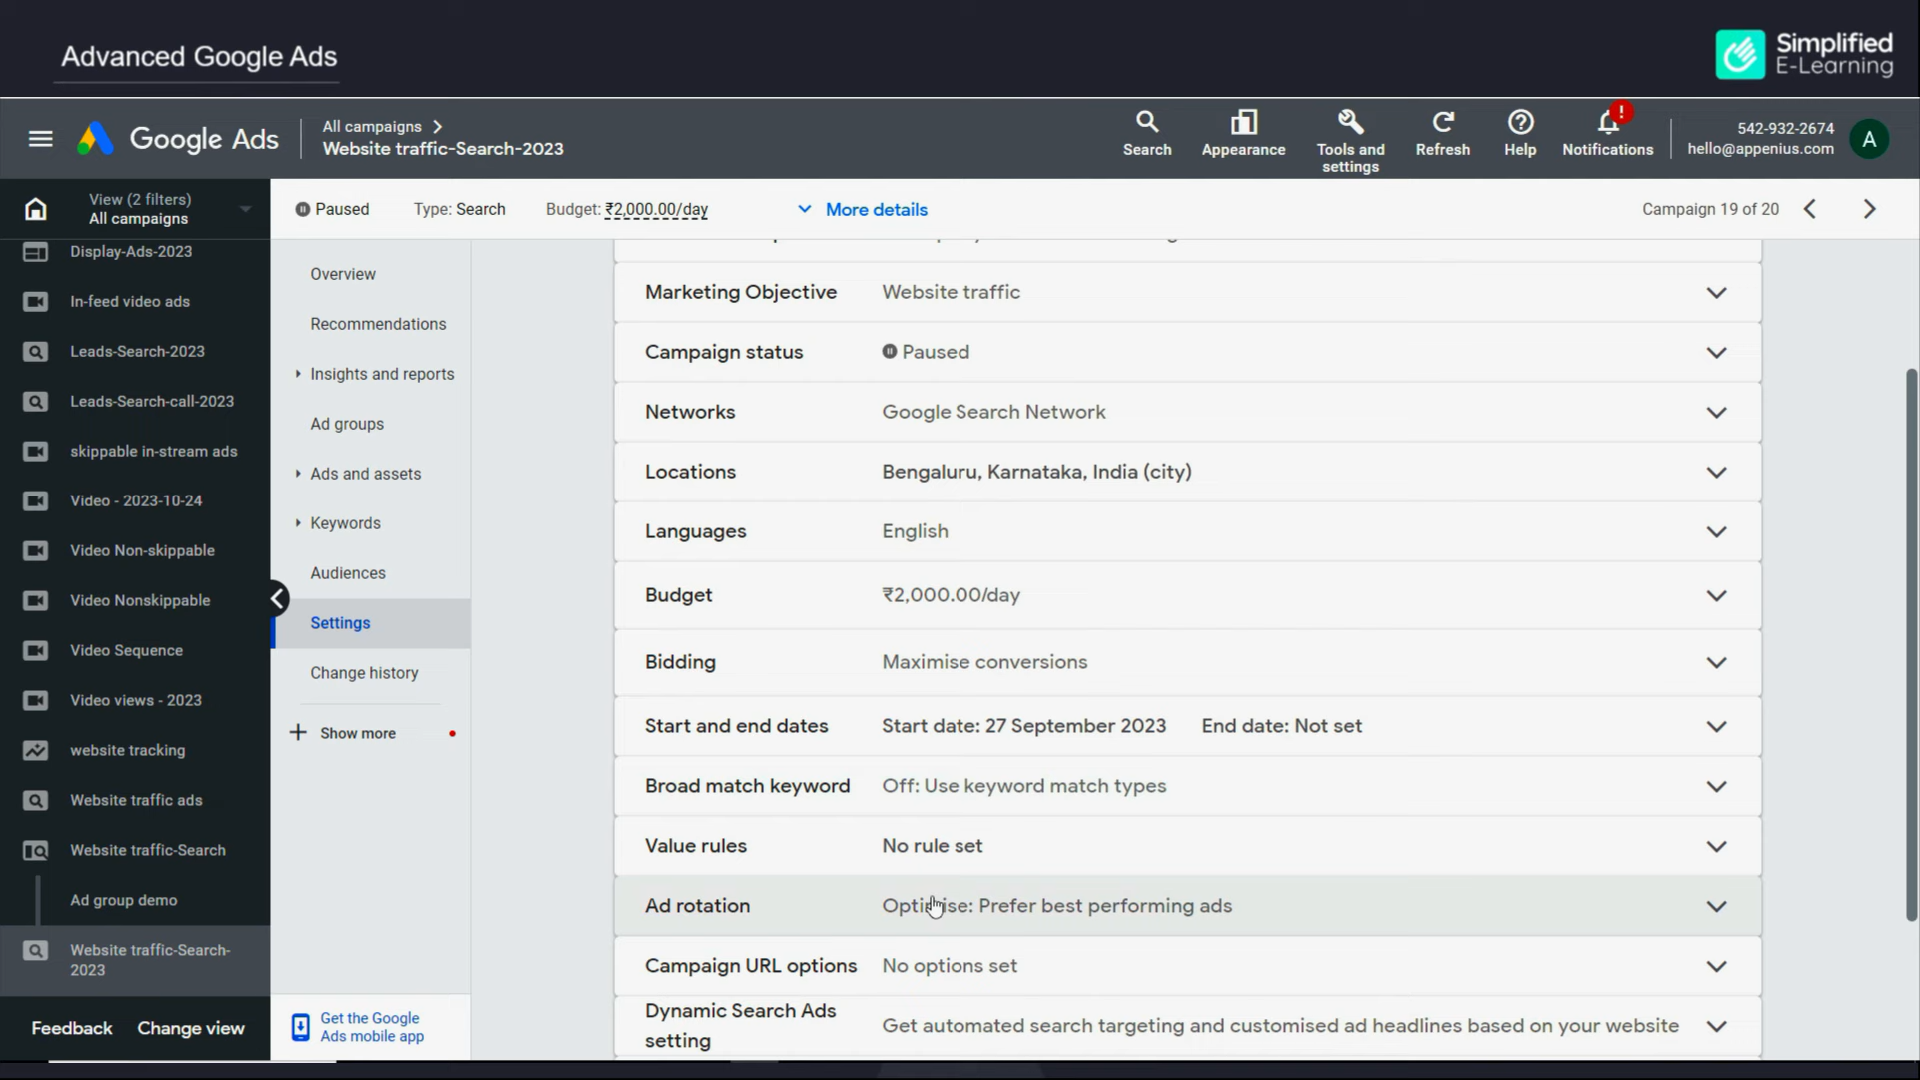 Advanced Google Ads
Simplified
E-Learning
Google Ads
All campaigns
Website traffic-Search-2023
Search
Appearance
Tools and
settings
Refresh
Help
!
Notifications
542-932-2674
hello@appenius.com
A
View (2 filters)
All campaigns
Paused
Type: Search
Budget: ₹2,000.00/day
More details
Campaign 19 of 20
Display-Ads-2023
In-feed video ads
Leads-Search-2023
Leads-Search-call-2023
skippable in-stream ads
Video - 2023-10-24
Video Non-skippable
Video Nonskippable
Video Sequence
Video views - 2023
website tracking
Website traffic ads
Website traffic-Search
Ad group demo
Website traffic-Search-
2023
Feedback
Change view
Overview
Recommendations
Insights and reports
Ad groups
Ads and assets
Keywords
Audiences
Settings
Change history
Show more
Get the Google
Ads mobile app
Marketing Objective Website traffic
Campaign status Paused
Networks Google Search Network
Locations Bengaluru, Karnataka, India (city)
Languages English
Budget ₹2,000.00/day
Bidding Maximise conversions
Start and end dates Start date: 27 September 2023 End date: Not set
Broad match keyword Off: Use keyword match types
Value rules No rule set
Ad rotation Optimise: Prefer best performing ads
Campaign URL options No options set
Dynamic Search Ads
setting
Get automated search targeting and customised ad headlines based on your website